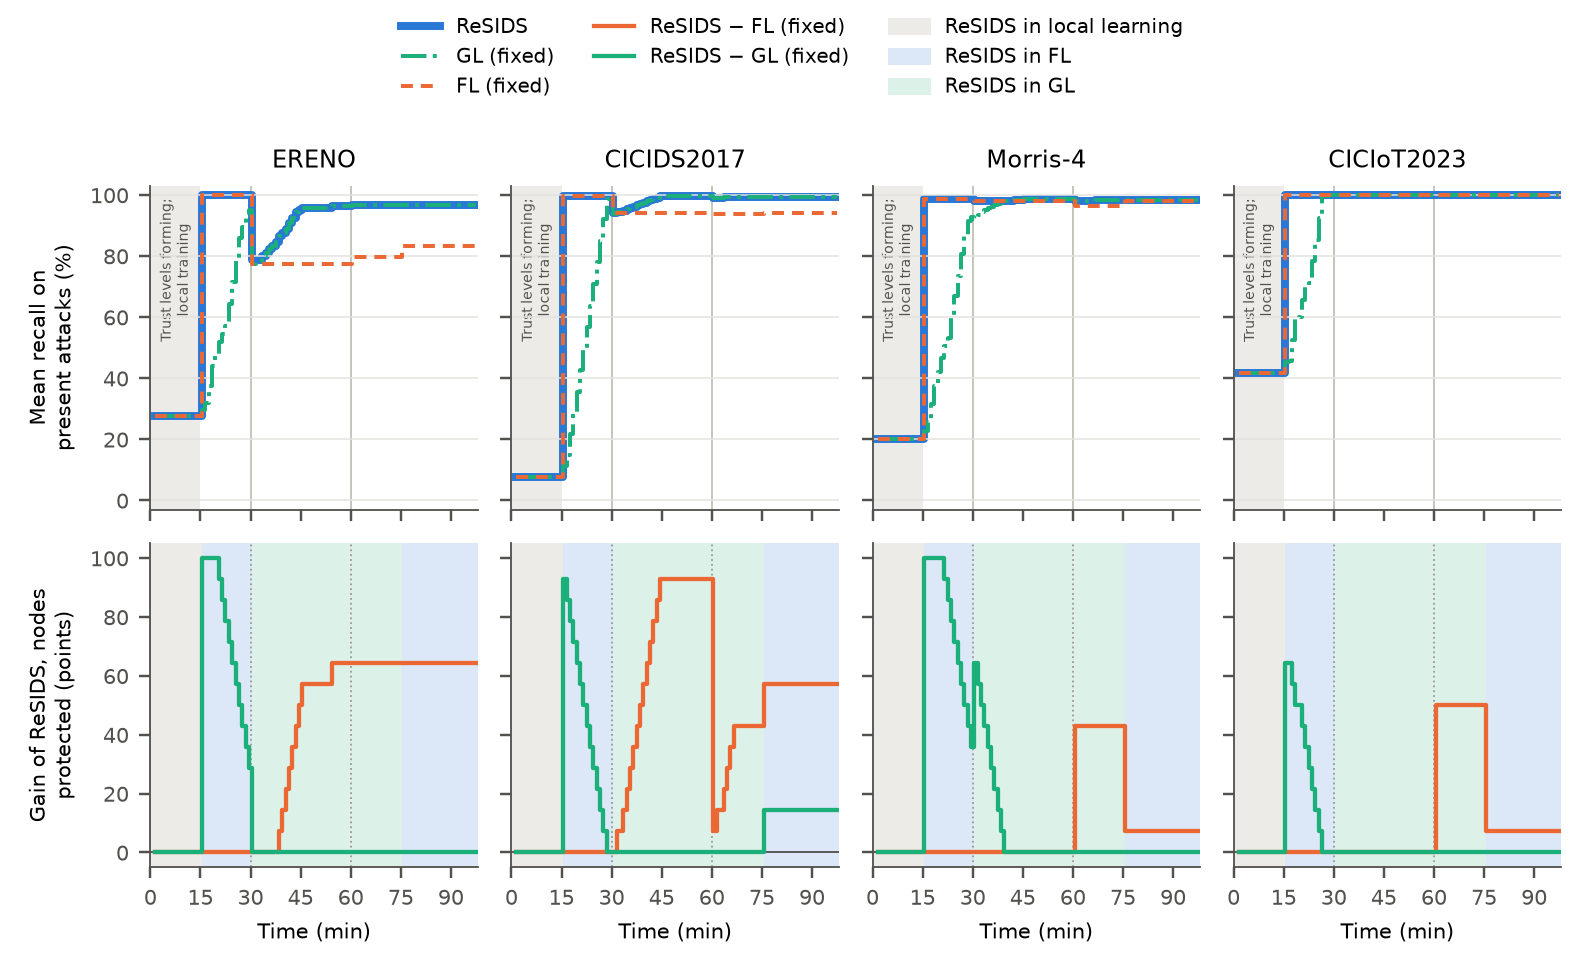 ReSIDS
GL (fixed)
FL (fixed)
ReSIDS − FL (fixed)
ReSIDS − GL (fixed)
ReSIDS in local learning
ReSIDS in FL
ReSIDS in GL
ERENO
CICIDS2017
Morris-4
CICIoT2023
Mean recall on
present attacks (%)
100
80
60
40
20
0
Trust levels forming;
local training
Trust levels forming;
local training
Trust levels forming;
local training
Trust levels forming;
local training
Gain of ReSIDS, nodes
protected (points)
100
80
60
40
20
0
0 15 30 45 60 75 90
0 15 30 45 60 75 90
0 15 30 45 60 75 90
0 15 30 45 60 75 90
Time (min)
Time (min)
Time (min)
Time (min)